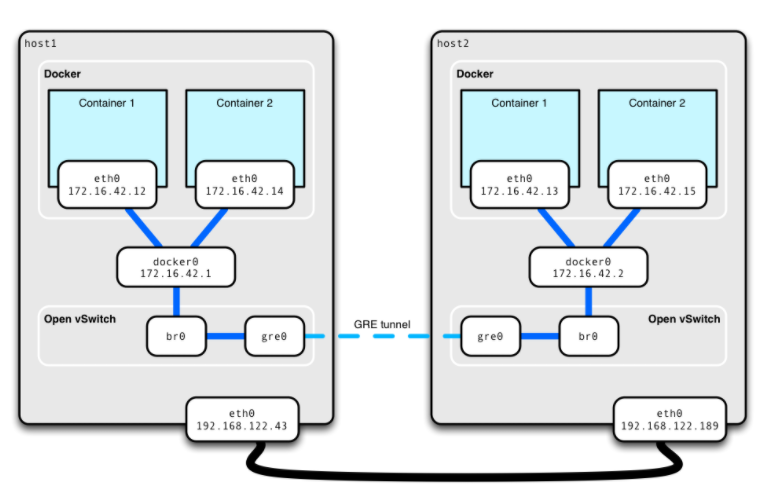 host1
Docker
Container 1
Container 2
eth0
172.16.42.12
eth0
172.16.42.14
docker0
172.16.42.1
Open vSwitch
br0
gre0
eth0
192.168.122.43
GRE tunnel
host2
Docker
Container 1
Container 2
eth0
172.16.42.13
eth0
172.16.42.15
docker0
172.16.42.2
gre0
br0
Open vSwitch
eth0
192.168.122.189